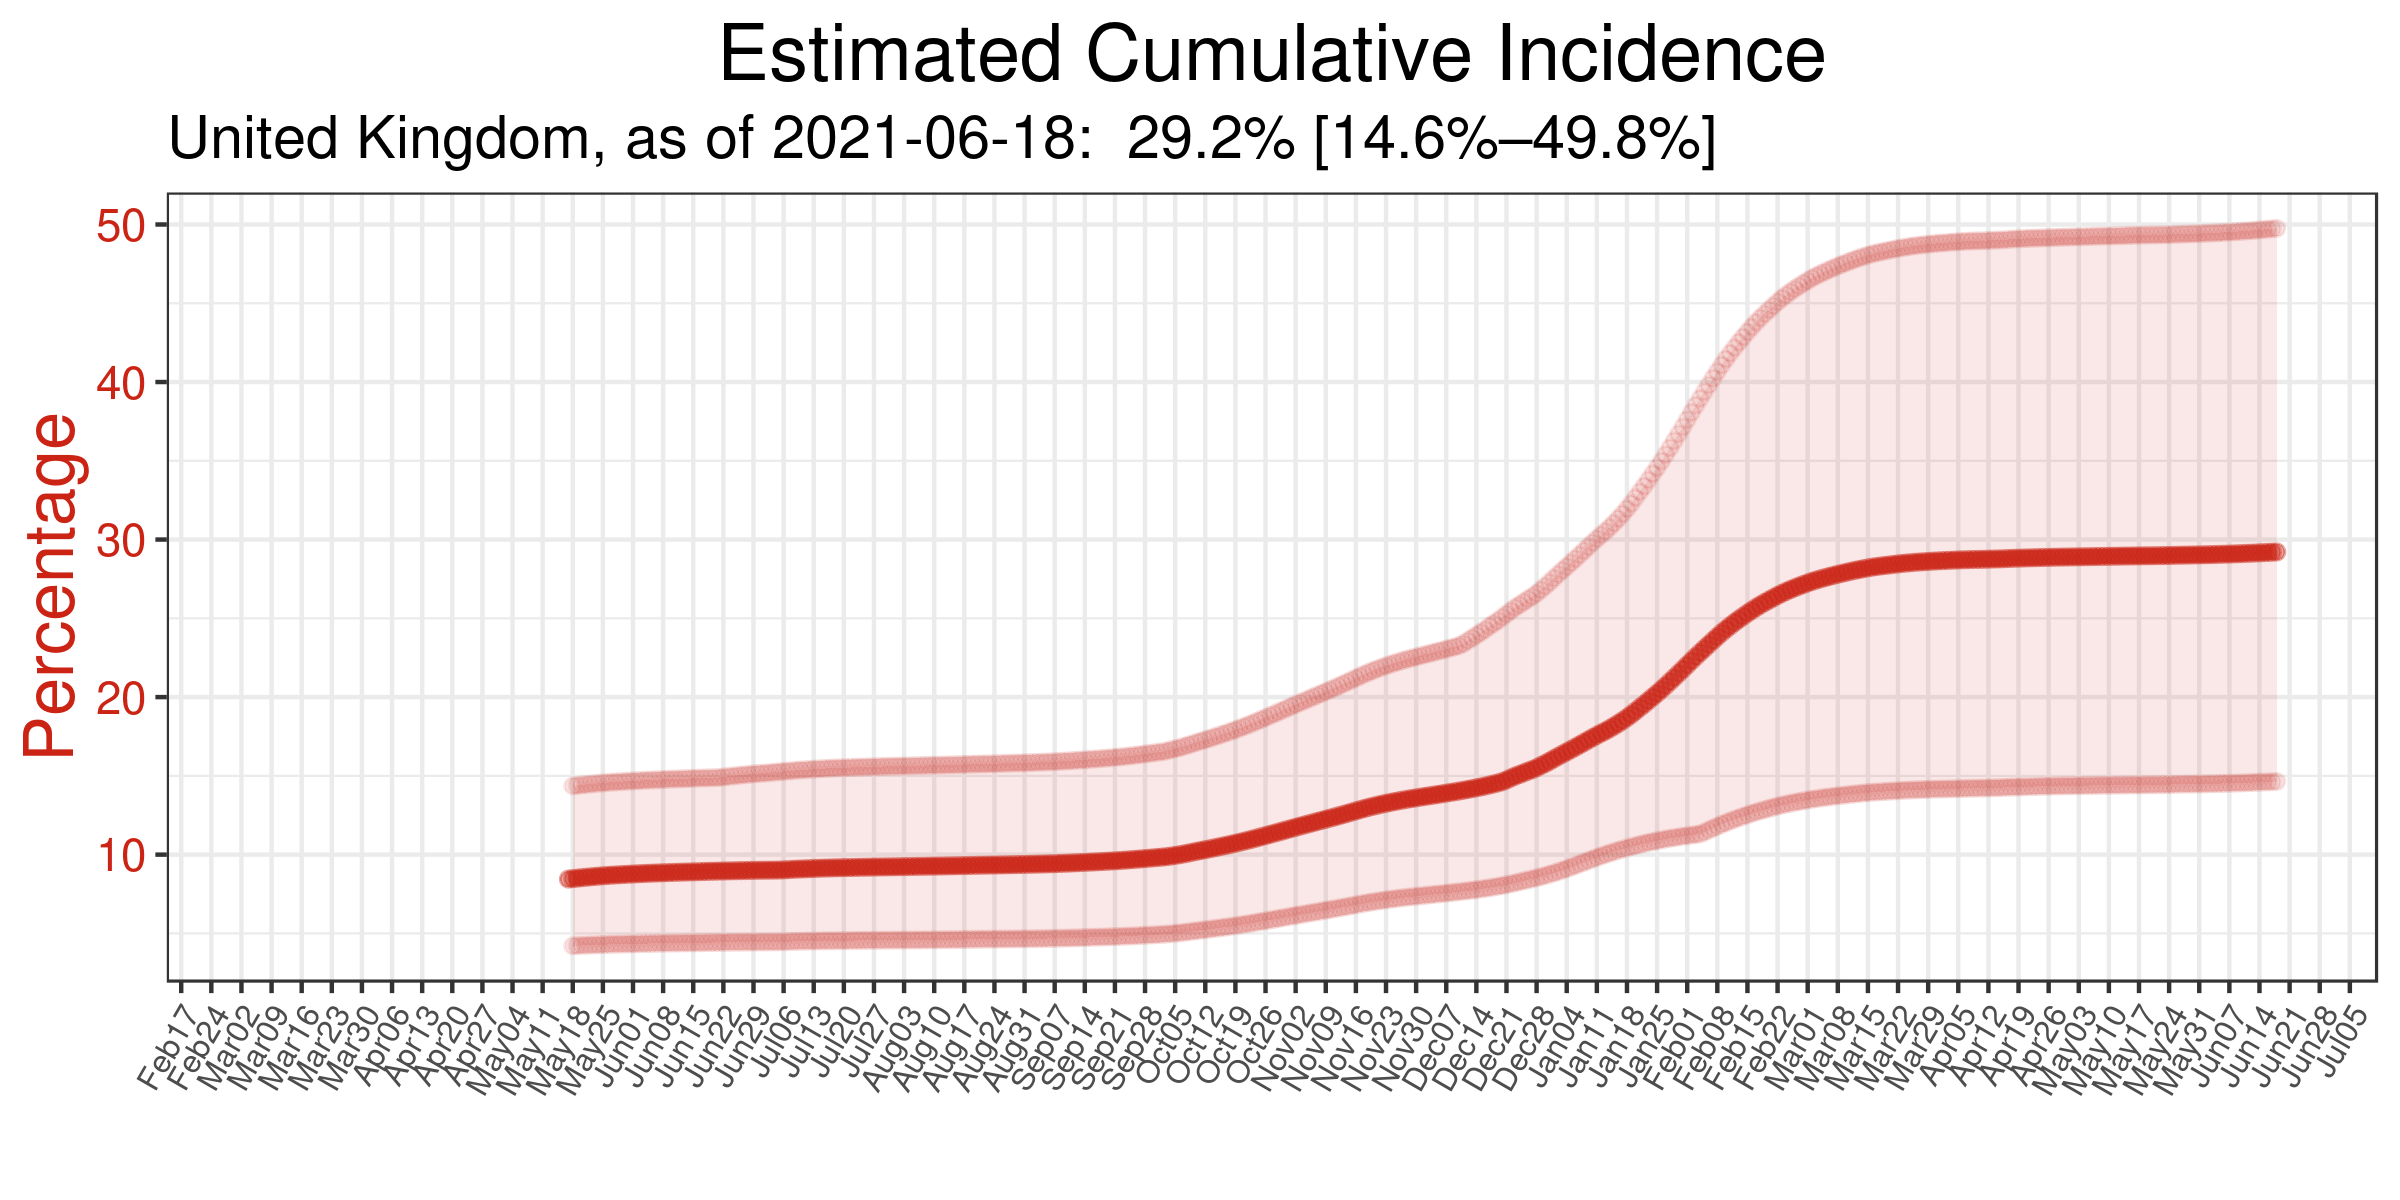 Estimated Cumulative Incidence
United Kingdom, as of 2021-06-18:  29.2% [14.6%–49.8%]
Percentage
50
40
30
20
10
Feb17
Feb24
Mar02
Mar09
Mar16
Mar23
Mar30
Apr06
Apr13
Apr20
Apr27
May04
May11
May18
May25
Jun01
Jun08
Jun15
Jun22
Jun29
Jul06
Jul13
Jul20
Jul27
Aug03
Aug10
Aug17
Aug24
Aug31
Sep07
Sep14
Sep21
Sep28
Oct05
Oct12
Oct19
Oct26
Nov02
Nov09
Nov16
Nov23
Nov30
Dec07
Dec14
Dec21
Dec28
Jan04
Jan11
Jan18
Jan25
Feb01
Feb08
Feb15
Feb22
Mar01
Mar08
Mar15
Mar22
Mar29
Apr05
Apr12
Apr19
Apr26
May03
May10
May17
May24
May31
Jun07
Jun14
Jun21
Jun28
Jul05